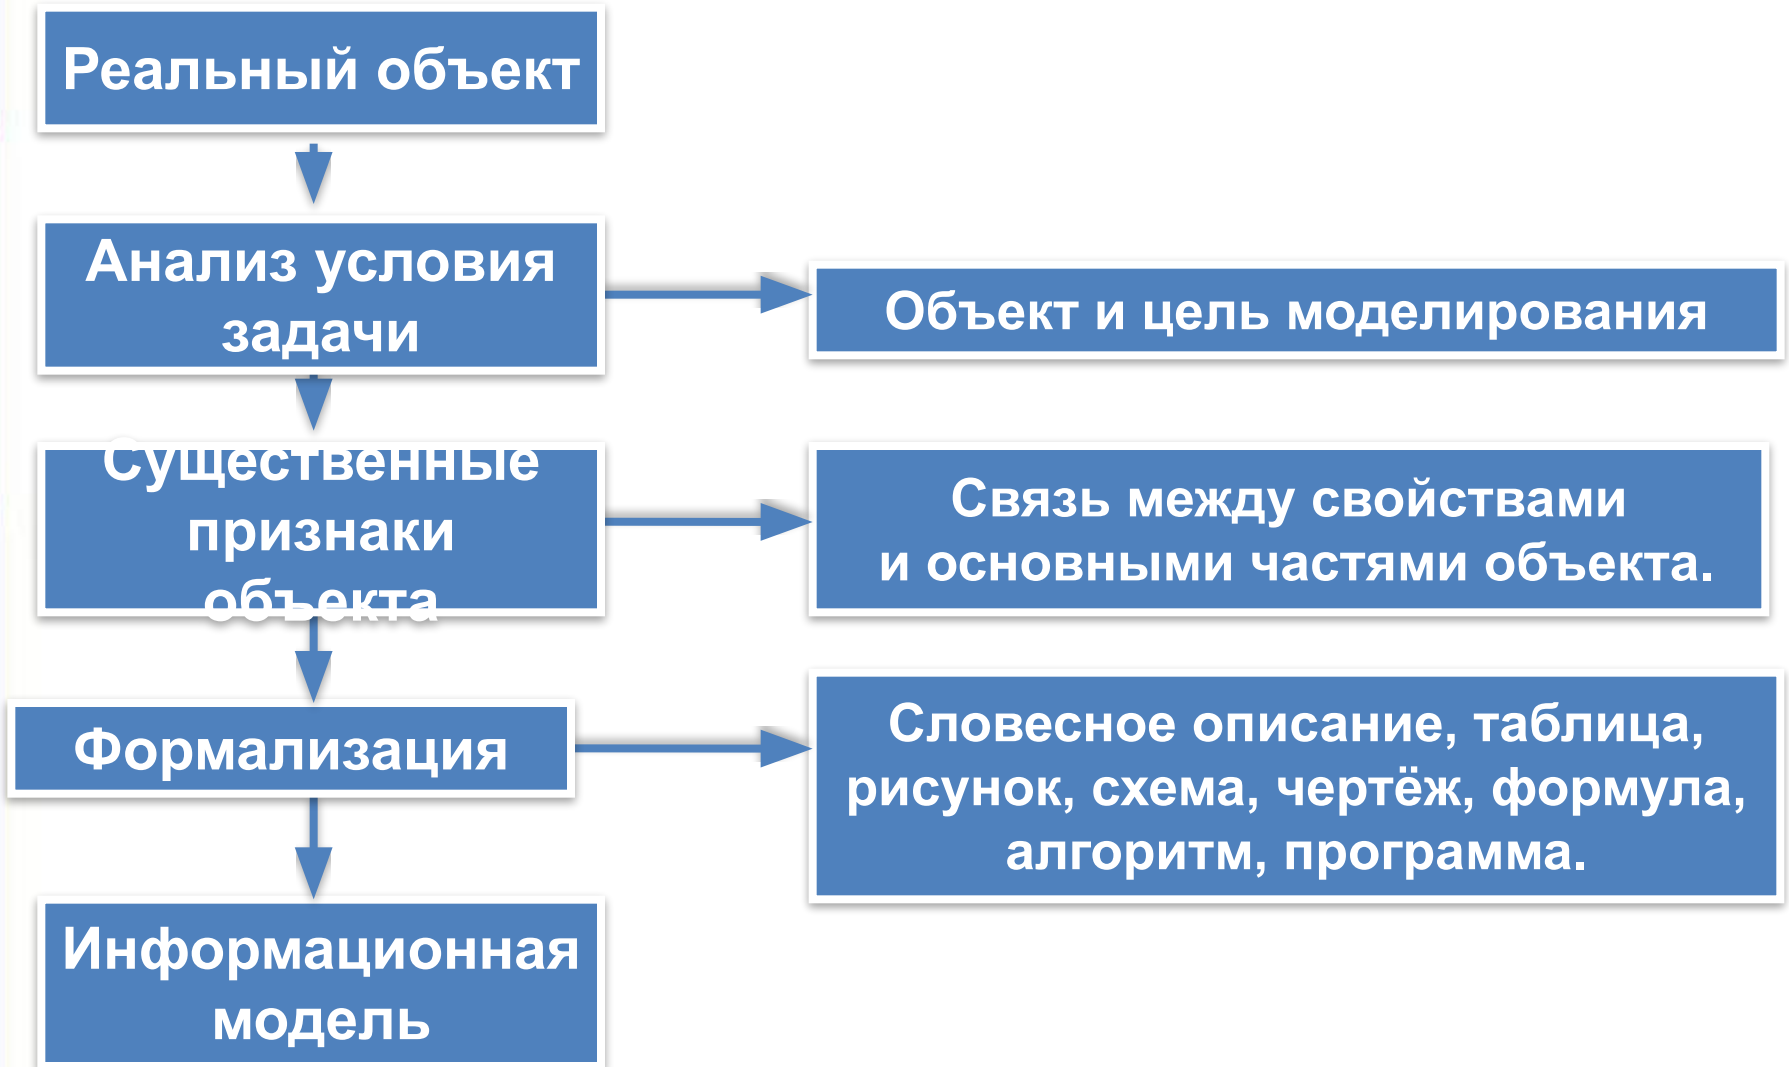 Реальный объект
Анализ условия
задачи
Объект и цель моделирования
Существенные
признаки
объекта
Связь между свойствами
и основными частями объекта.
Формализация
Словесное описание, таблица,
рисунок, схема, чертёж, формула,
алгоритм, программа.
Информационная
модель